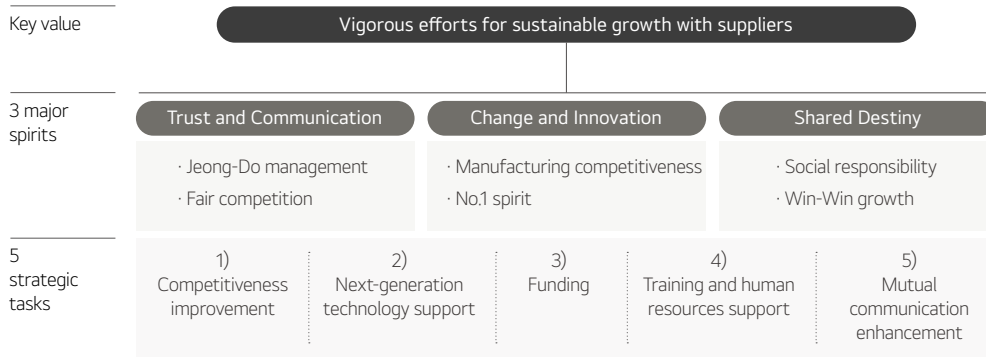 Key value
Vigorous efforts for sustainable growth with suppliers
3 major
spirits
Trust and Communication
· Jeong-Do management
· Fair competition
Change and Innovation
· Manufacturing competitiveness
· No.1 spirit
Shared Destiny
· Social responsibility
· Win-Win growth
5
strategic
tasks
1)
Competitiveness
improvement
2)
Next-generation
technology support
3)
Funding
4)
Training and human
resources support
5)
Mutual
communication
enhancement